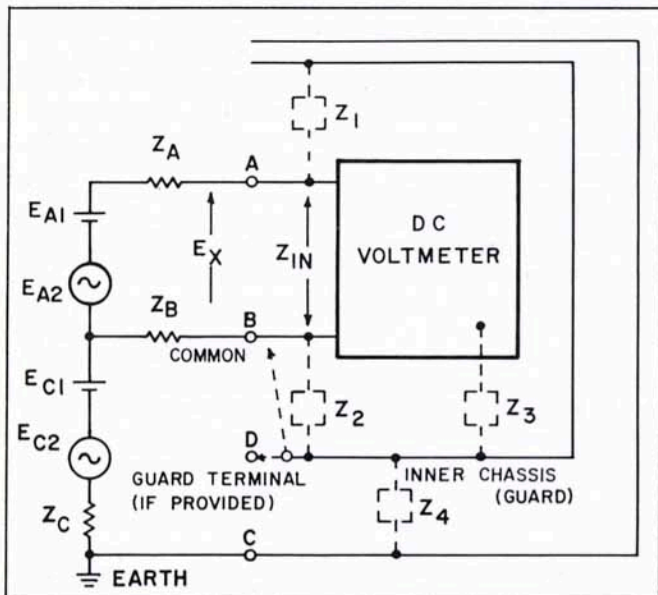 Z1
ZA
A
EA1
EX
ZIN
DC
VOLTMETER
EA2
ZB
B
COMMON
EC1
Z2
Z3
EC2
D
GUARD TERMINAL
(IF PROVIDED)
INNER CHASSIS
(GUARD)
Z4
ZC
C
EARTH